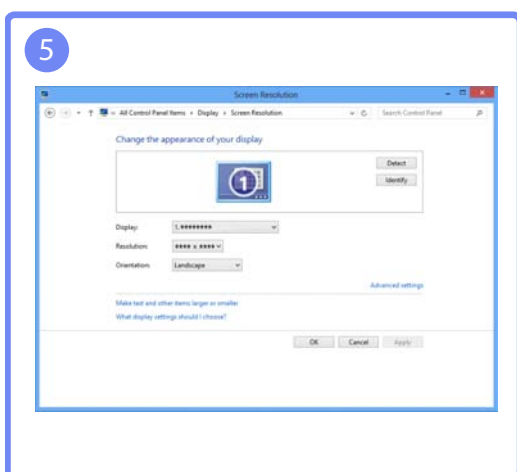 5
Screen Resolution
All Control Panel Items Display Screen Resolution Search Control Panel
Change the appearance of your display
Detect
1
Identify
Display: 1.********
Resolution: **** x ****
Orientation: Landscape
Advanced settings
Make text and other items larger or smaller
What display settings should I choose?
OK Cancel Apply